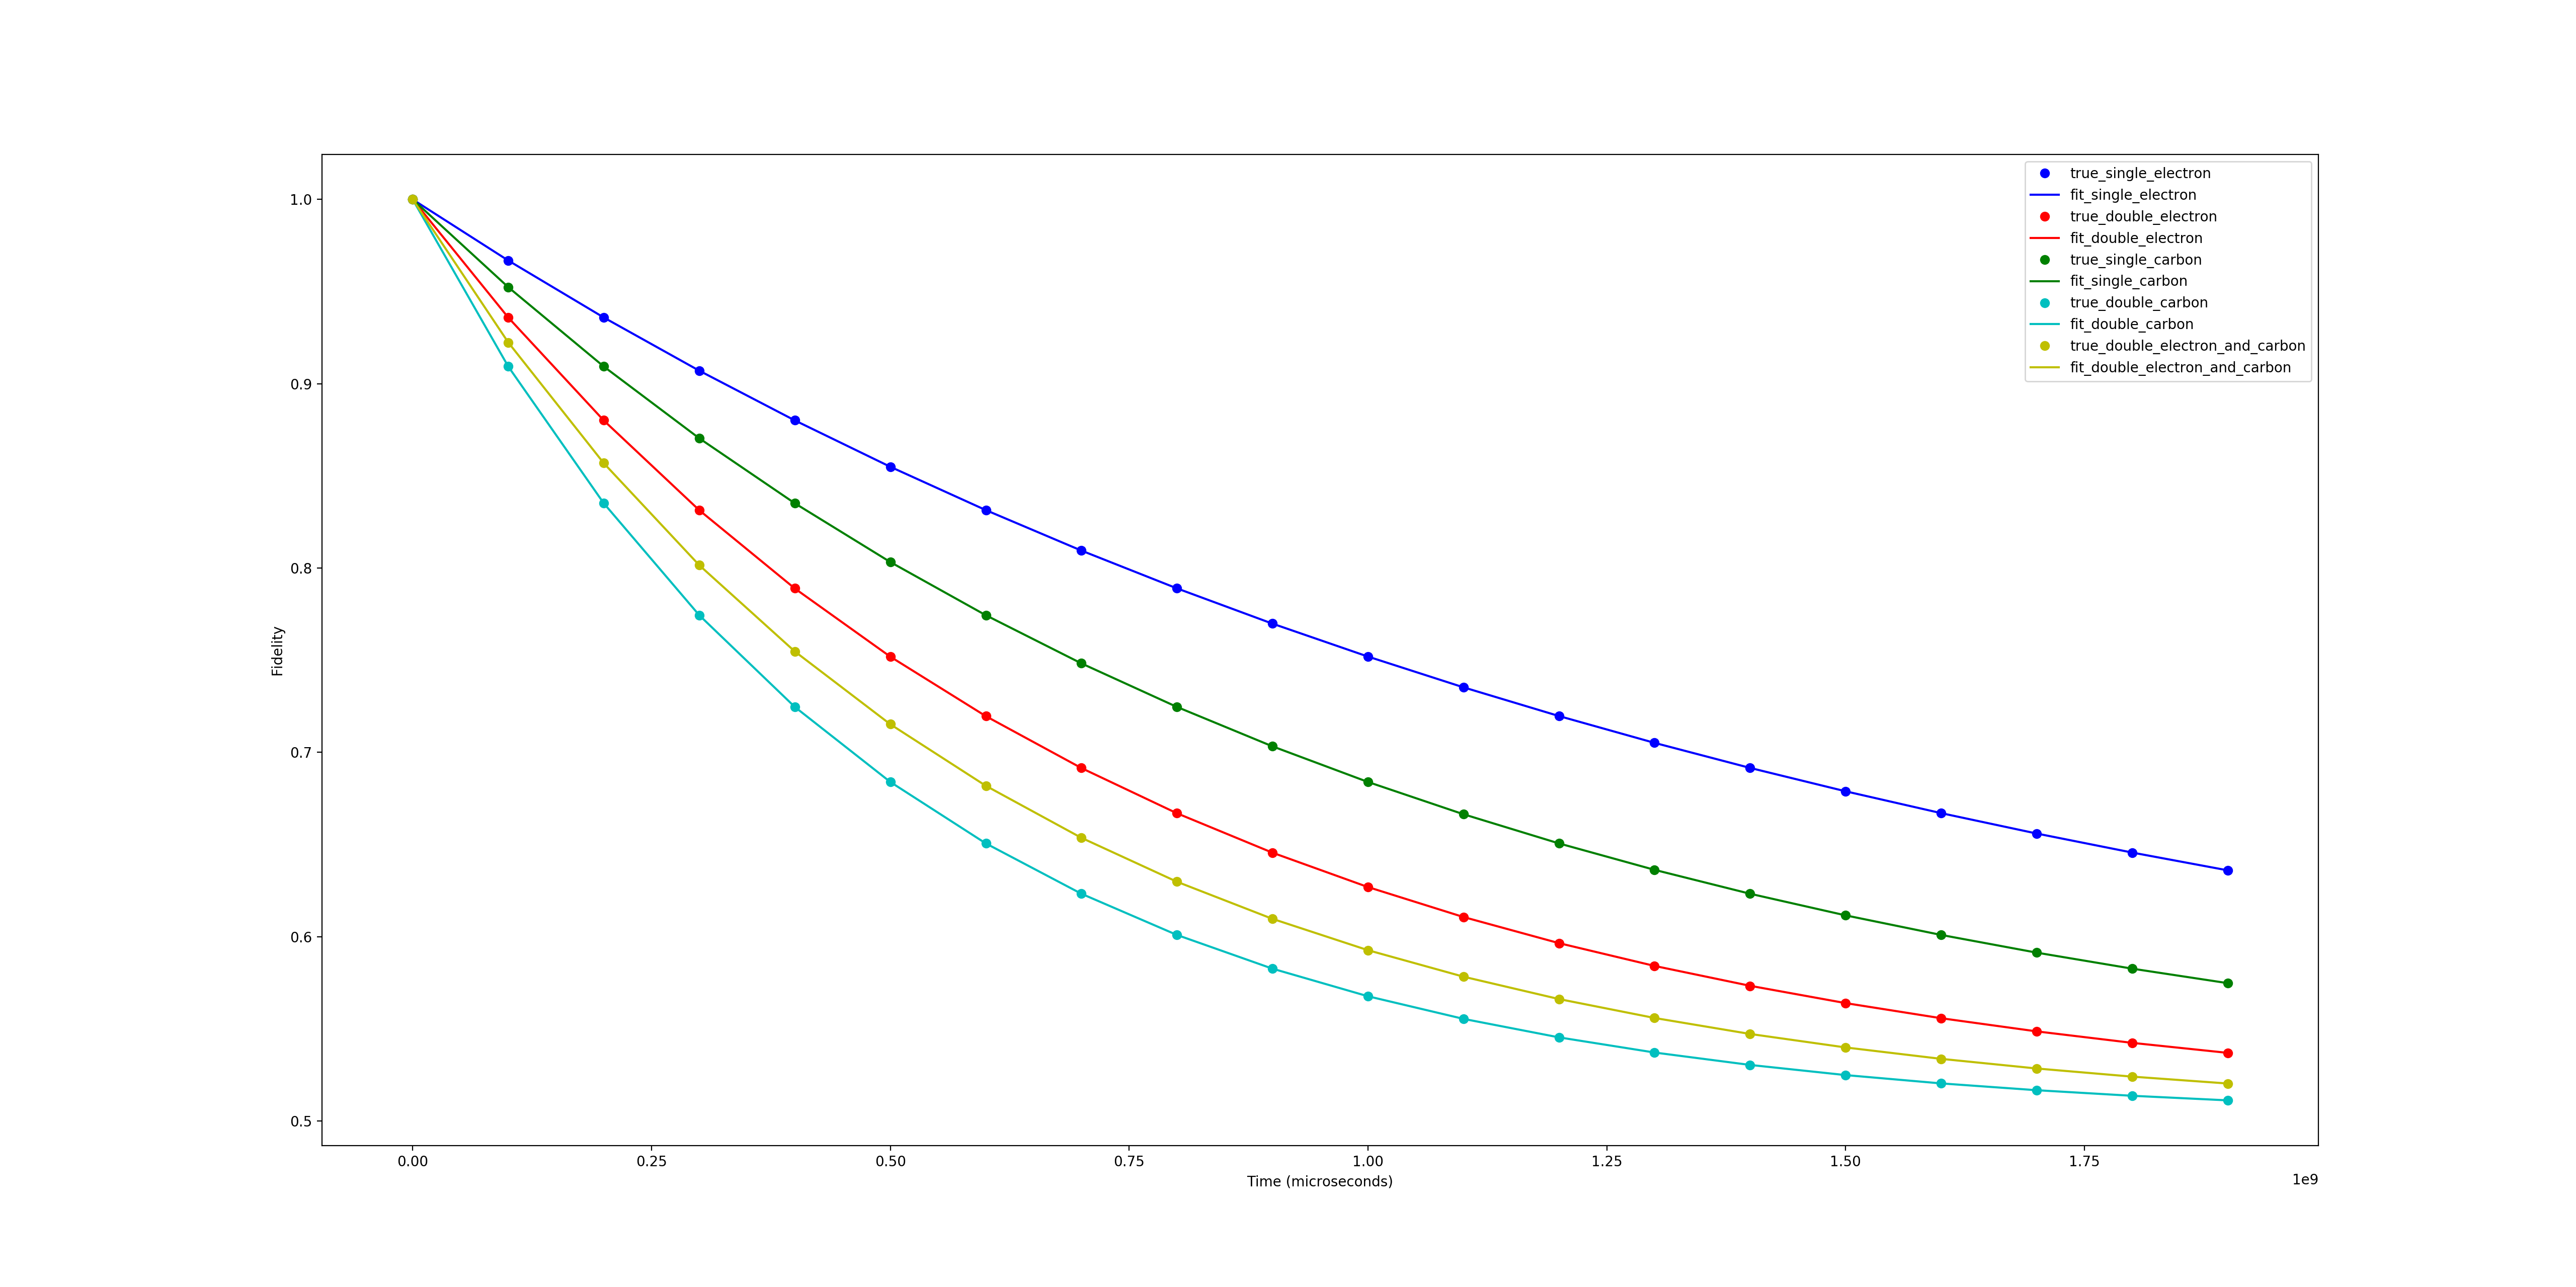 true_single_electron
fit_single_electron
true_double_electron
fit_double_electron
true_single_carbon
fit_single_carbon
true_double_carbon
fit_double_carbon
true_double_electron_and_carbon
fit_double_electron_and_carbon
1.0
0.9
0.8
0.7
0.6
0.5
Fidelity
0.00 0.25 0.50 0.75 1.00 1.25 1.50 1.75
1e9
Time (microseconds)